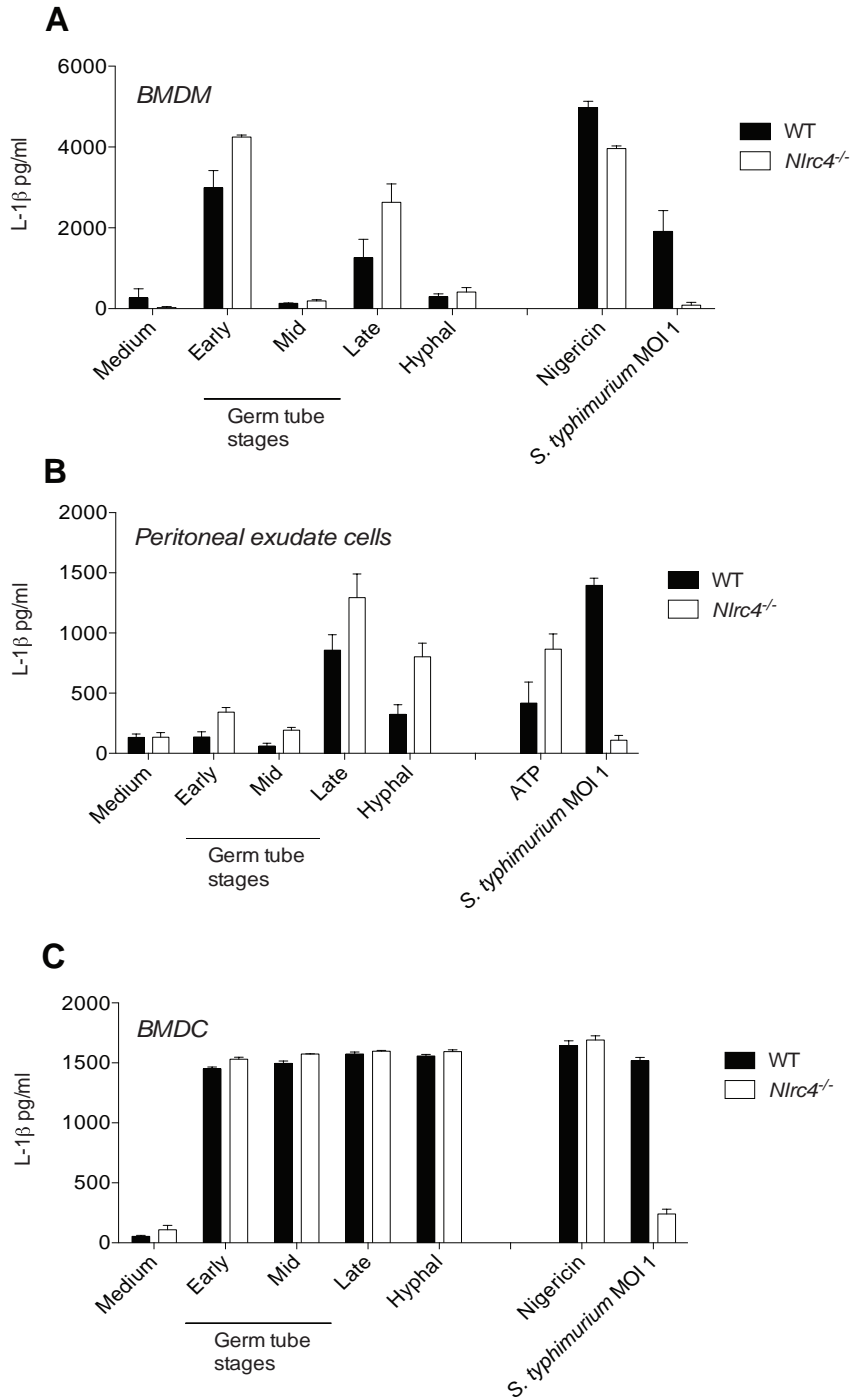 A
6000
BMDM
WT
Nlrc4-/-
4000
L-1β pg/ml
2000
0
Medium
Early
Mid
Late
Hyphal
Nigericin
S. typhimurium MOI 1
Germ tube
stages
B
2000
Peritoneal exudate cells
WT
Nlrc4-/-
1500
L-1β pg/ml
1000
500
0
Medium
Early
Mid
Late
Hyphal
ATP
S. typhimurium MOI 1
Germ tube
stages
C
2000
BMDC
WT
Nlrc4-/-
1500
L-1β pg/ml
1000
500
0
Medium
Early
Mid
Late
Hyphal
Nigericin
S. typhimurium MOI 1
Germ tube
stages